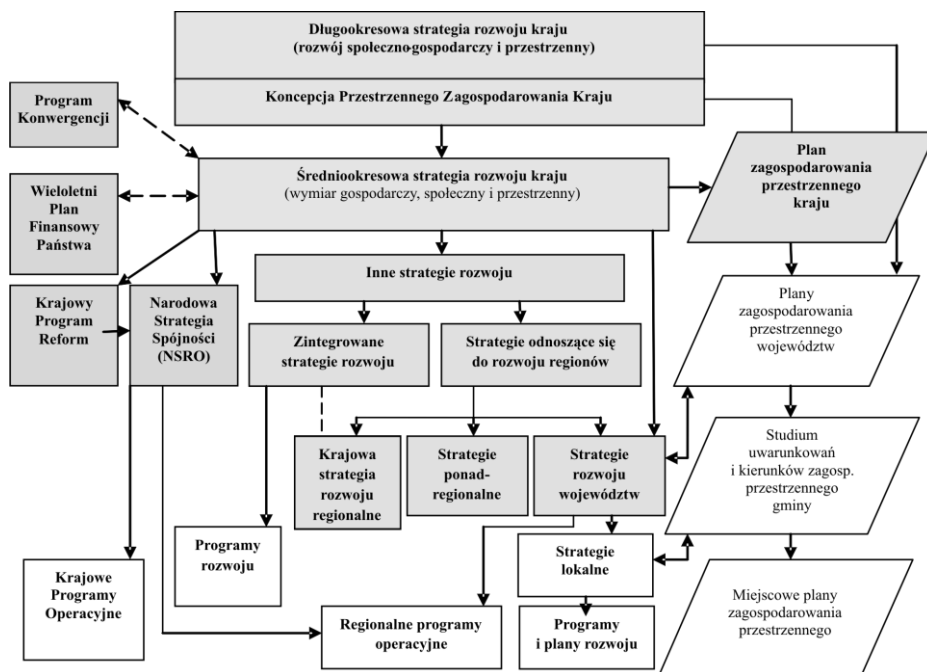 Długookresowa strategia rozwoju kraju
(rozwój społeczno-gospodarczy i przestrzenny)
Koncepcja Przestrzennego Zagospodarowania Kraju
Program
Konwergencji
Średniookresowa strategia rozwoju kraju
(wymiar gospodarczy, społeczny i przestrzenny)
Plan
zagospodarowania
przestrzennego
kraju
Wieloletni
Plan
Finansowy
Państwa
Inne strategie rozwoju
Krajowy
Program
Reform
Narodowa
Strategia
Spójności
(NSRO)
Zintegrowane
strategie rozwoju
Strategie odnoszące się
do rozwoju regionów
Plany
zagospodarowania
przestrzennego
województw
Krajowa
strategia
rozwoju
regionalne
Strategie
ponad-
regionalne
Strategie
rozwoju
województw
Studium
uwarunkowań
i kierunków zagosp.
przestrzennego
gminy
Programy
rozwoju
Strategie
lokalne
Krajowe
Programy
Operacyjne
Regionalne programy
operacyjne
Programy
i plany rozwoju
Miejscowe plany
zagospodarowania
przestrzennego